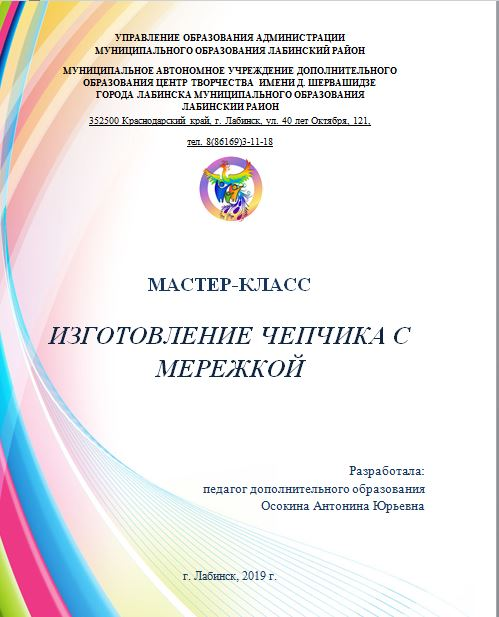 УПРАВЛЕНИЕ ОБРАЗОВАНИЯ АДМИНИСТРАЦИИ
МУНИЦИПАЛЬНОГО ОБРАЗОВАНИЯ ЛАБИНСКИЙ РАЙОН
МУНИЦИПАЛЬНОЕ АВТОНОМНОЕ УЧРЕЖДЕНИЕ ДОПОЛНИТЕЛЬНОГО
ОБРАЗОВАНИЯ ЦЕНТР ТВОРЧЕСТВА ИМЕНИ Д. ШЕРВАШИДЗЕ
ГОРОДА ЛАБИНСКА МУНИЦИПАЛЬНОГО ОБРАЗОВАНИЯ
ЛАБИНСКИЙ РАЙОН
352500 Краснодарский край, г. Лабинск, ул. 40 лет Октября, 121,
тел. 8(86169)3-11-18
МАСТЕР-КЛАСС
ИЗГОТОВЛЕНИЕ ЧЕПЧИКА С
МЕРЕЖКОЙ
Разработала:
педагог дополнительного образования
Осокина Антонина Юрьевна
г. Лабинск, 2019 г.